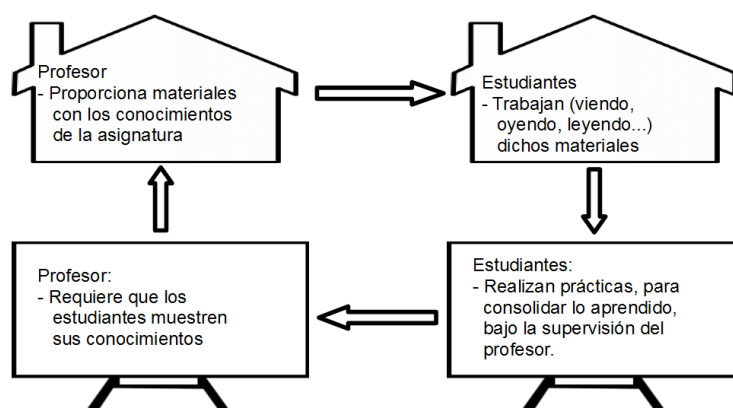 Profesor
- Proporciona materiales
con los conocimientos
de la asignatura
Estudiantes
- Trabajan (viendo,
oyendo, leyendo...)
dichos materiales
Profesor:
- Requiere que los
estudiantes muestren
sus conocimientos
Estudiantes:
- Realizan prácticas, para
consolidar lo aprendido,
bajo la supervisión del
profesor.